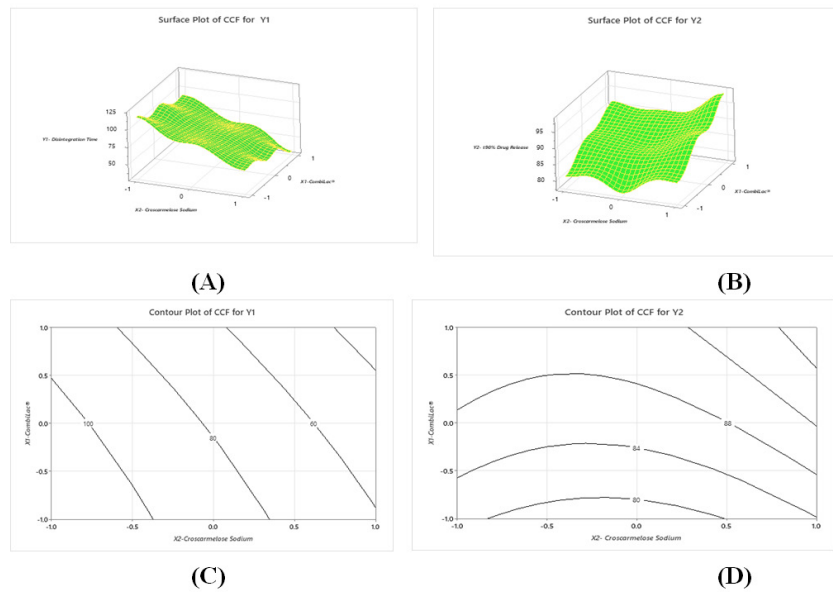 Surface Plot of CCF for Y1
125
100
75
50
Y1- Disintegration Time
-1
0
1
X2- Croscarmelose Sodium
1
0
-1
X1-CombiLac®
Surface Plot of CCF for Y2
95
90
85
80
-1
0
1
X2- Croscarmelose Sodium
1
0
-1
X1-CombiLac®
(A)
(B)
Contour Plot of CCF for Y1
1.0
0.5
0.0
-0.5
-1.0
X1-CombiLac®
100
80
60
-1.0
-0.5
0.0
0.5
1.0
X2-Croscarmelose Sodium
Contour Plot of CCF for Y2
1.0
0.5
0.0
-0.5
-1.0
X1-CombiLac®
88
84
80
-1.0
-0.5
0.0
0.5
1.0
X2- Croscarmelose Sodium
(C)
(D)